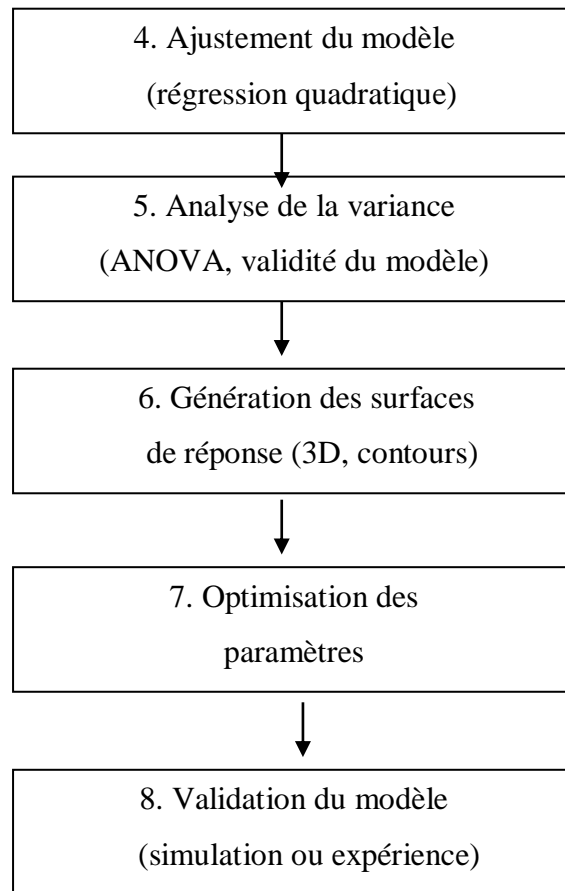 4. Ajustement du modèle
(régression quadratique)
5. Analyse de la variance
(ANOVA, validité du modèle)
6. Génération des surfaces
de réponse (3D, contours)
7. Optimisation des
paramètres
8. Validation du modèle
(simulation ou expérience)